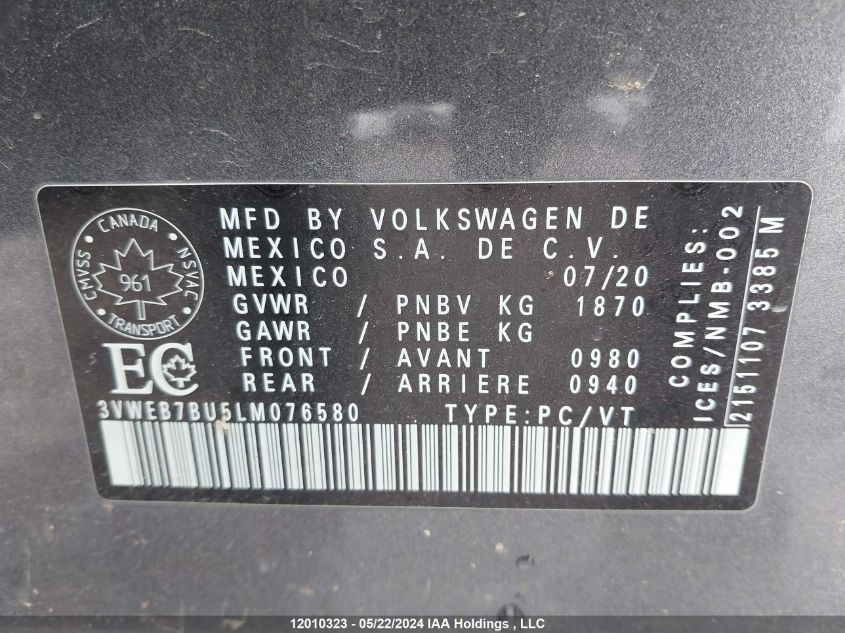 CANADA
CMVSS
NSVAC
961
TRANSPORT
EC
MFD BY VOLKSWAGEN DE
MEXICO S.A. DE C.V.
MEXICO 07/20
GVWR / PNBV KG 1870
GAWR / PNBE KG
FRONT / AVANT 0980
REAR / ARRIERE 0940
3VWEB7BU5LM076580 TYPE:PC/VT
COMPLIES:
ICES/NMB-002
2151107 3385 M
12010323 - 05/22/2024 IAA Holdings , LLC